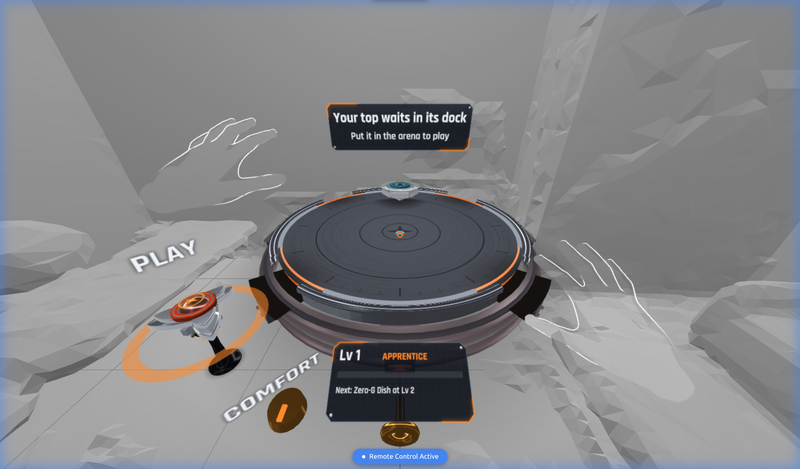 Your top waits in its dock
Put it in the arena to play
PLAY
COMFORT
Lv 1 APPRENTICE
Next: Zero-G Dish at Lv 2
Remote Control Active